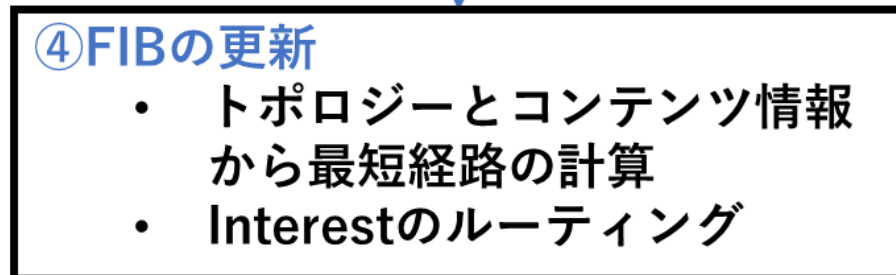 ④FIBの更新
• トポロジーとコンテンツ情報
から最短経路の計算
• Interestのルーティング